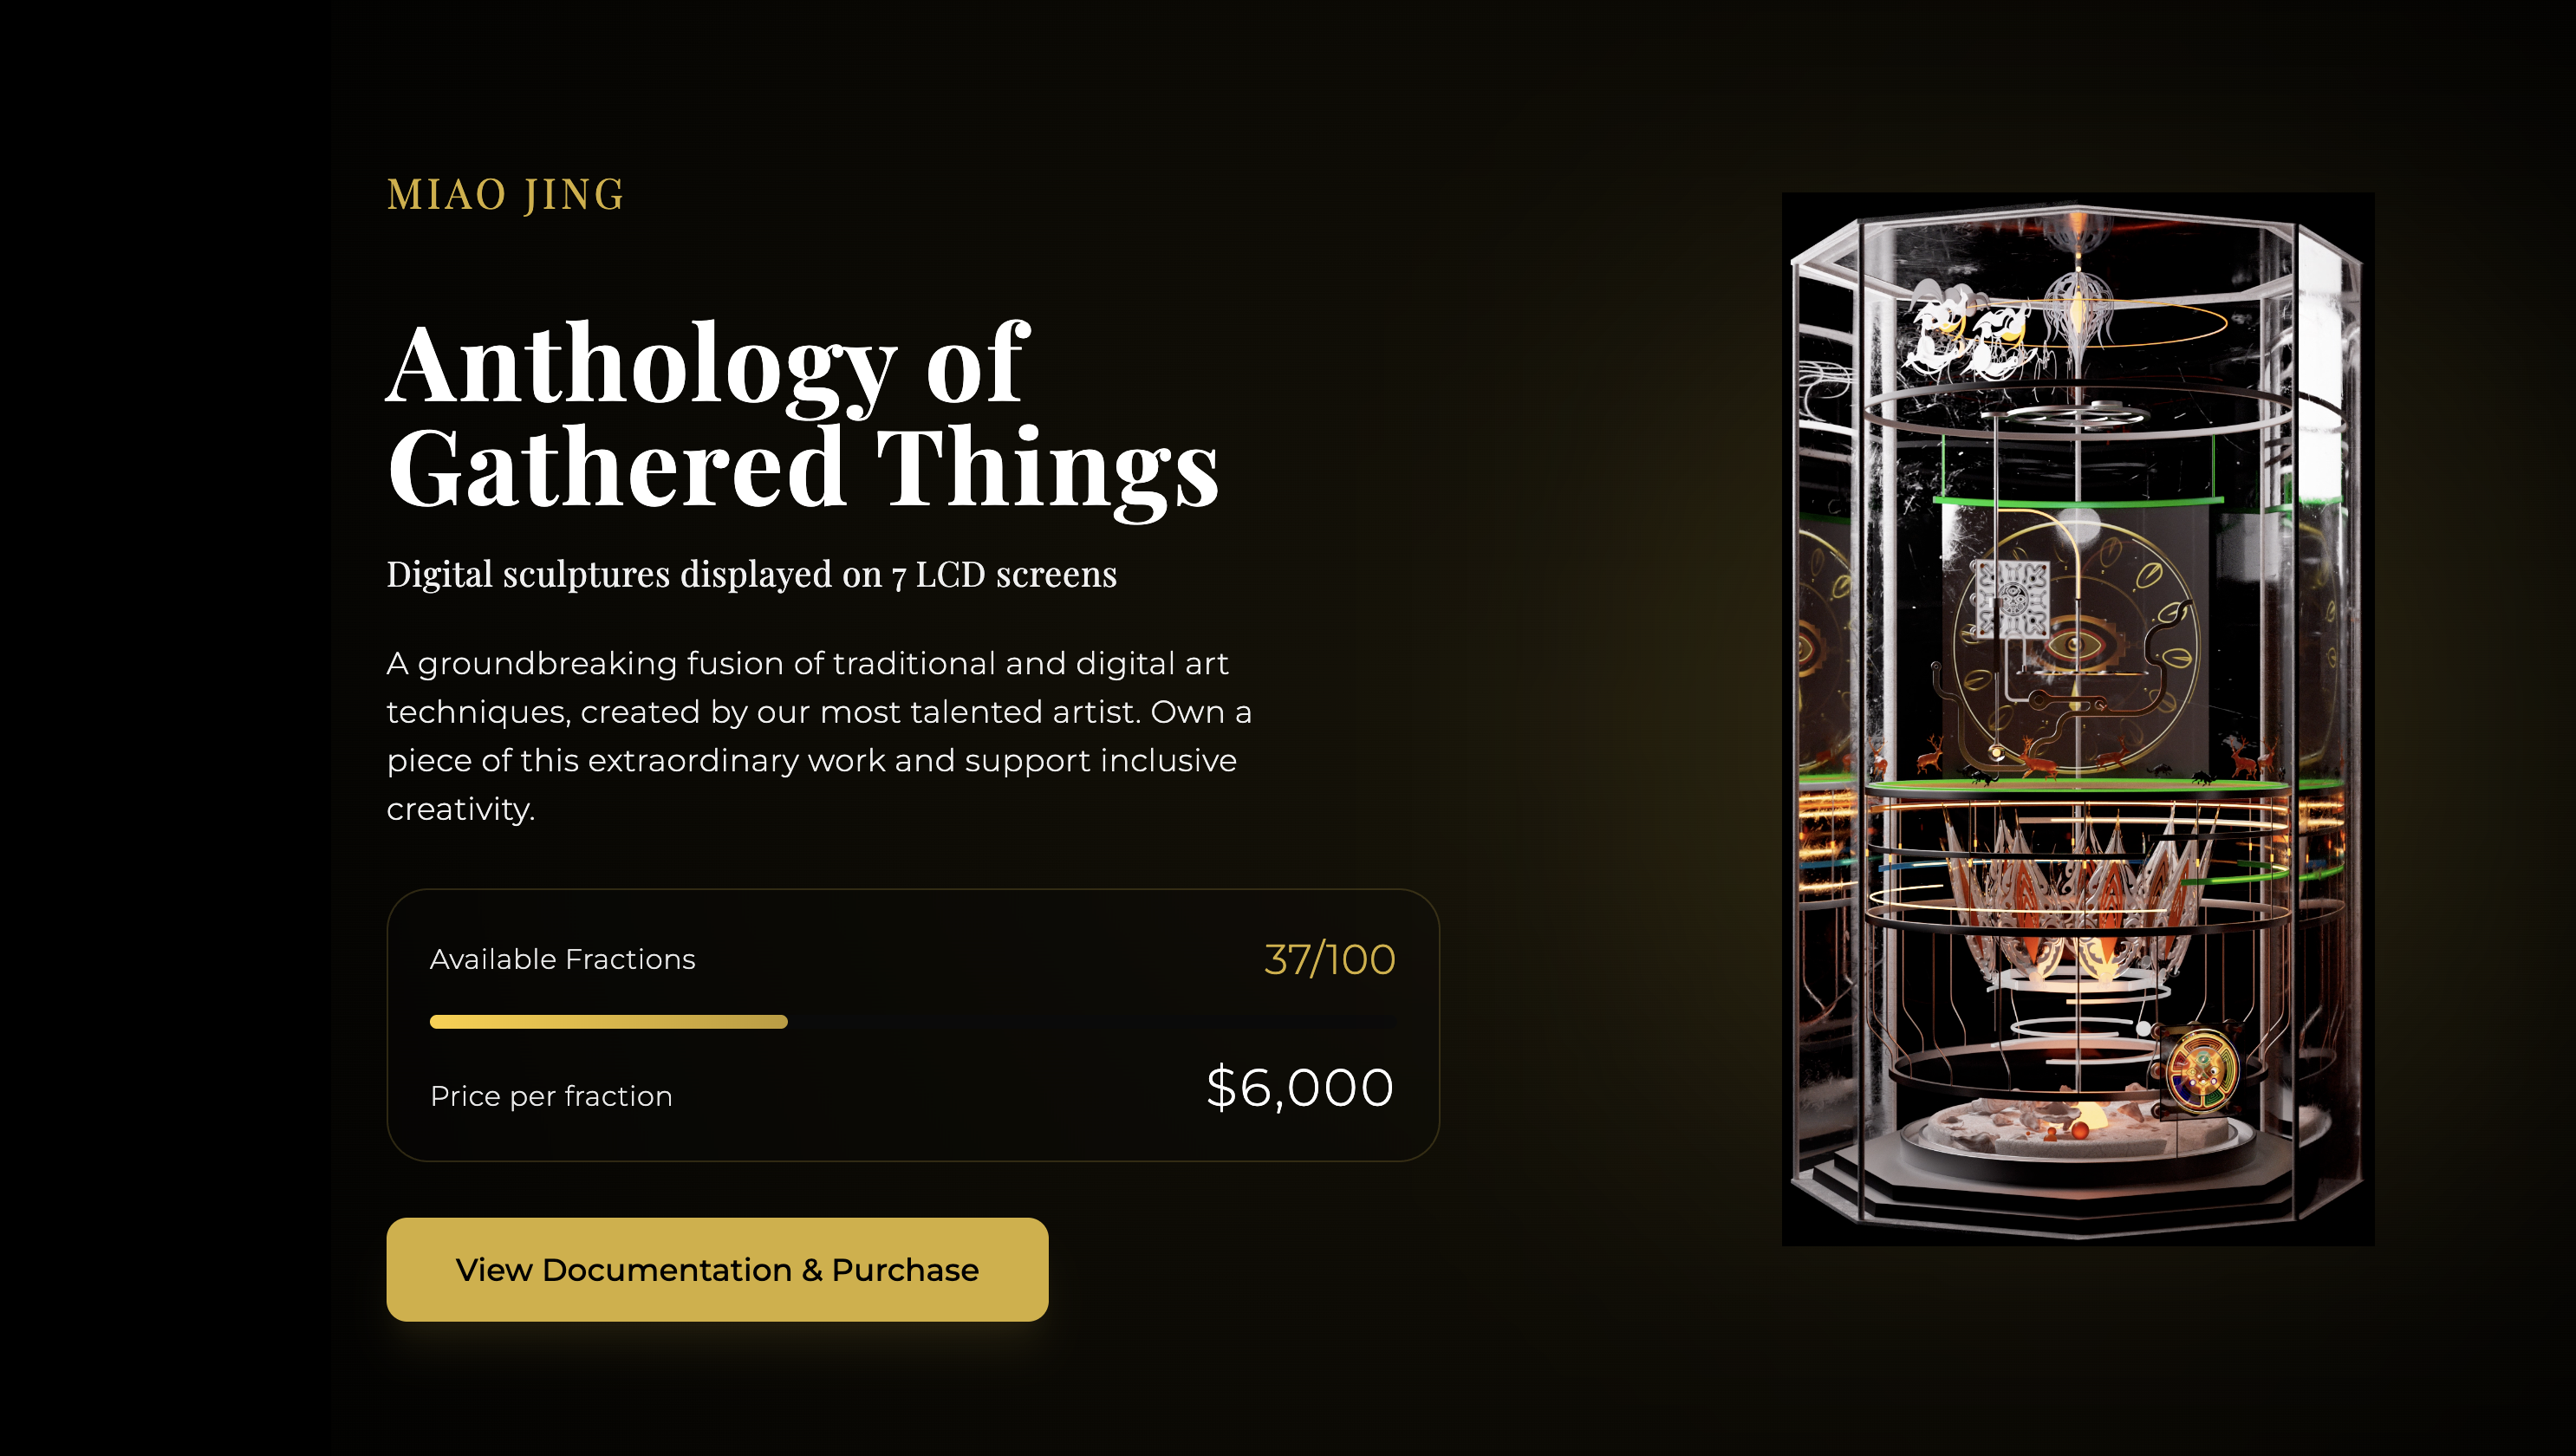 MIAO JING
Anthology of
Gathered Things
Digital sculptures displayed on 7 LCD screens
A groundbreaking fusion of traditional and digital art
techniques, created by our most talented artist. Own a
piece of this extraordinary work and support inclusive
creativity.
Available Fractions 37/100
Price per fraction $6,000
View Documentation & Purchase